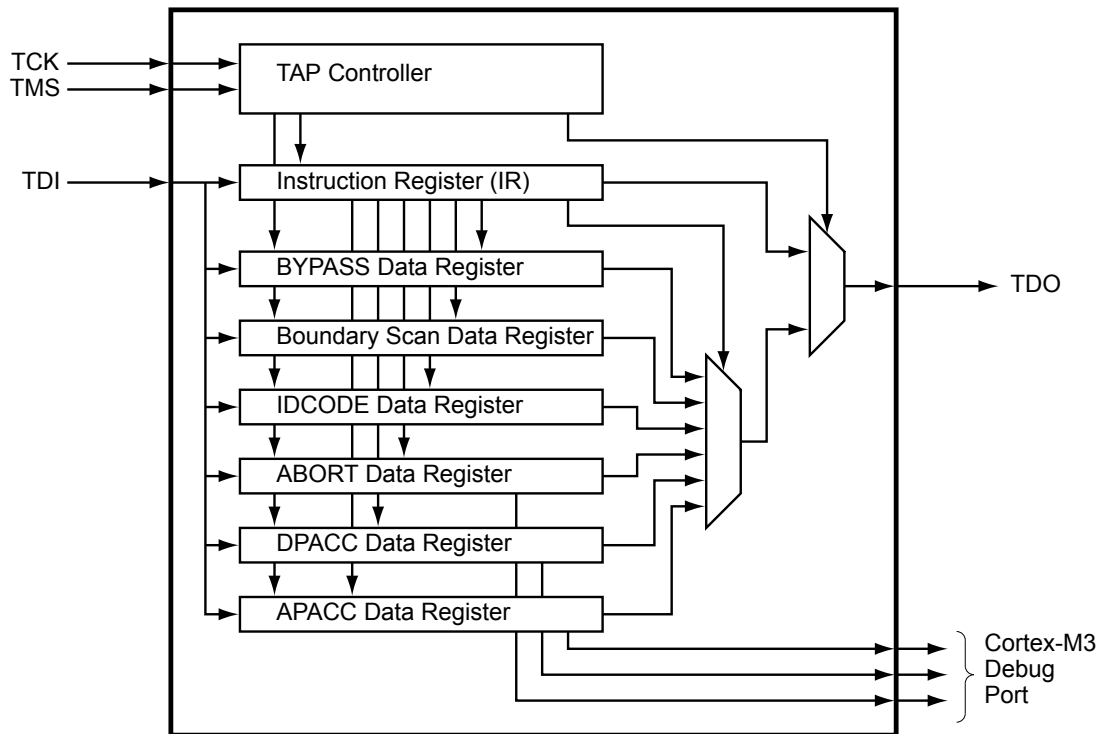 TCK
TMS
TAP Controller
TDI
Instruction Register (IR)
BYPASS Data Register
TDO
Boundary Scan Data Register
IDCODE Data Register
ABORT Data Register
DPACC Data Register
APACC Data Register
Cortex-M3
Debug
Port